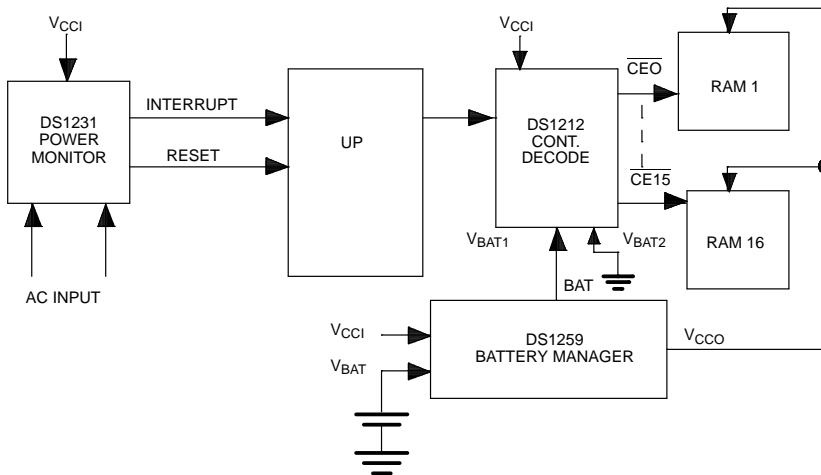 VCCI
VCCI
CEO
RAM 1
DS1231
POWER
MONITOR
INTERRUPT
RESET
UP
DS1212
CONT.
DECODE
CE15
RAM 16
VBAT1
VBAT2
AC INPUT
BAT
VCCI
VBAT
DS1259
BATTERY MANAGER
VCCO